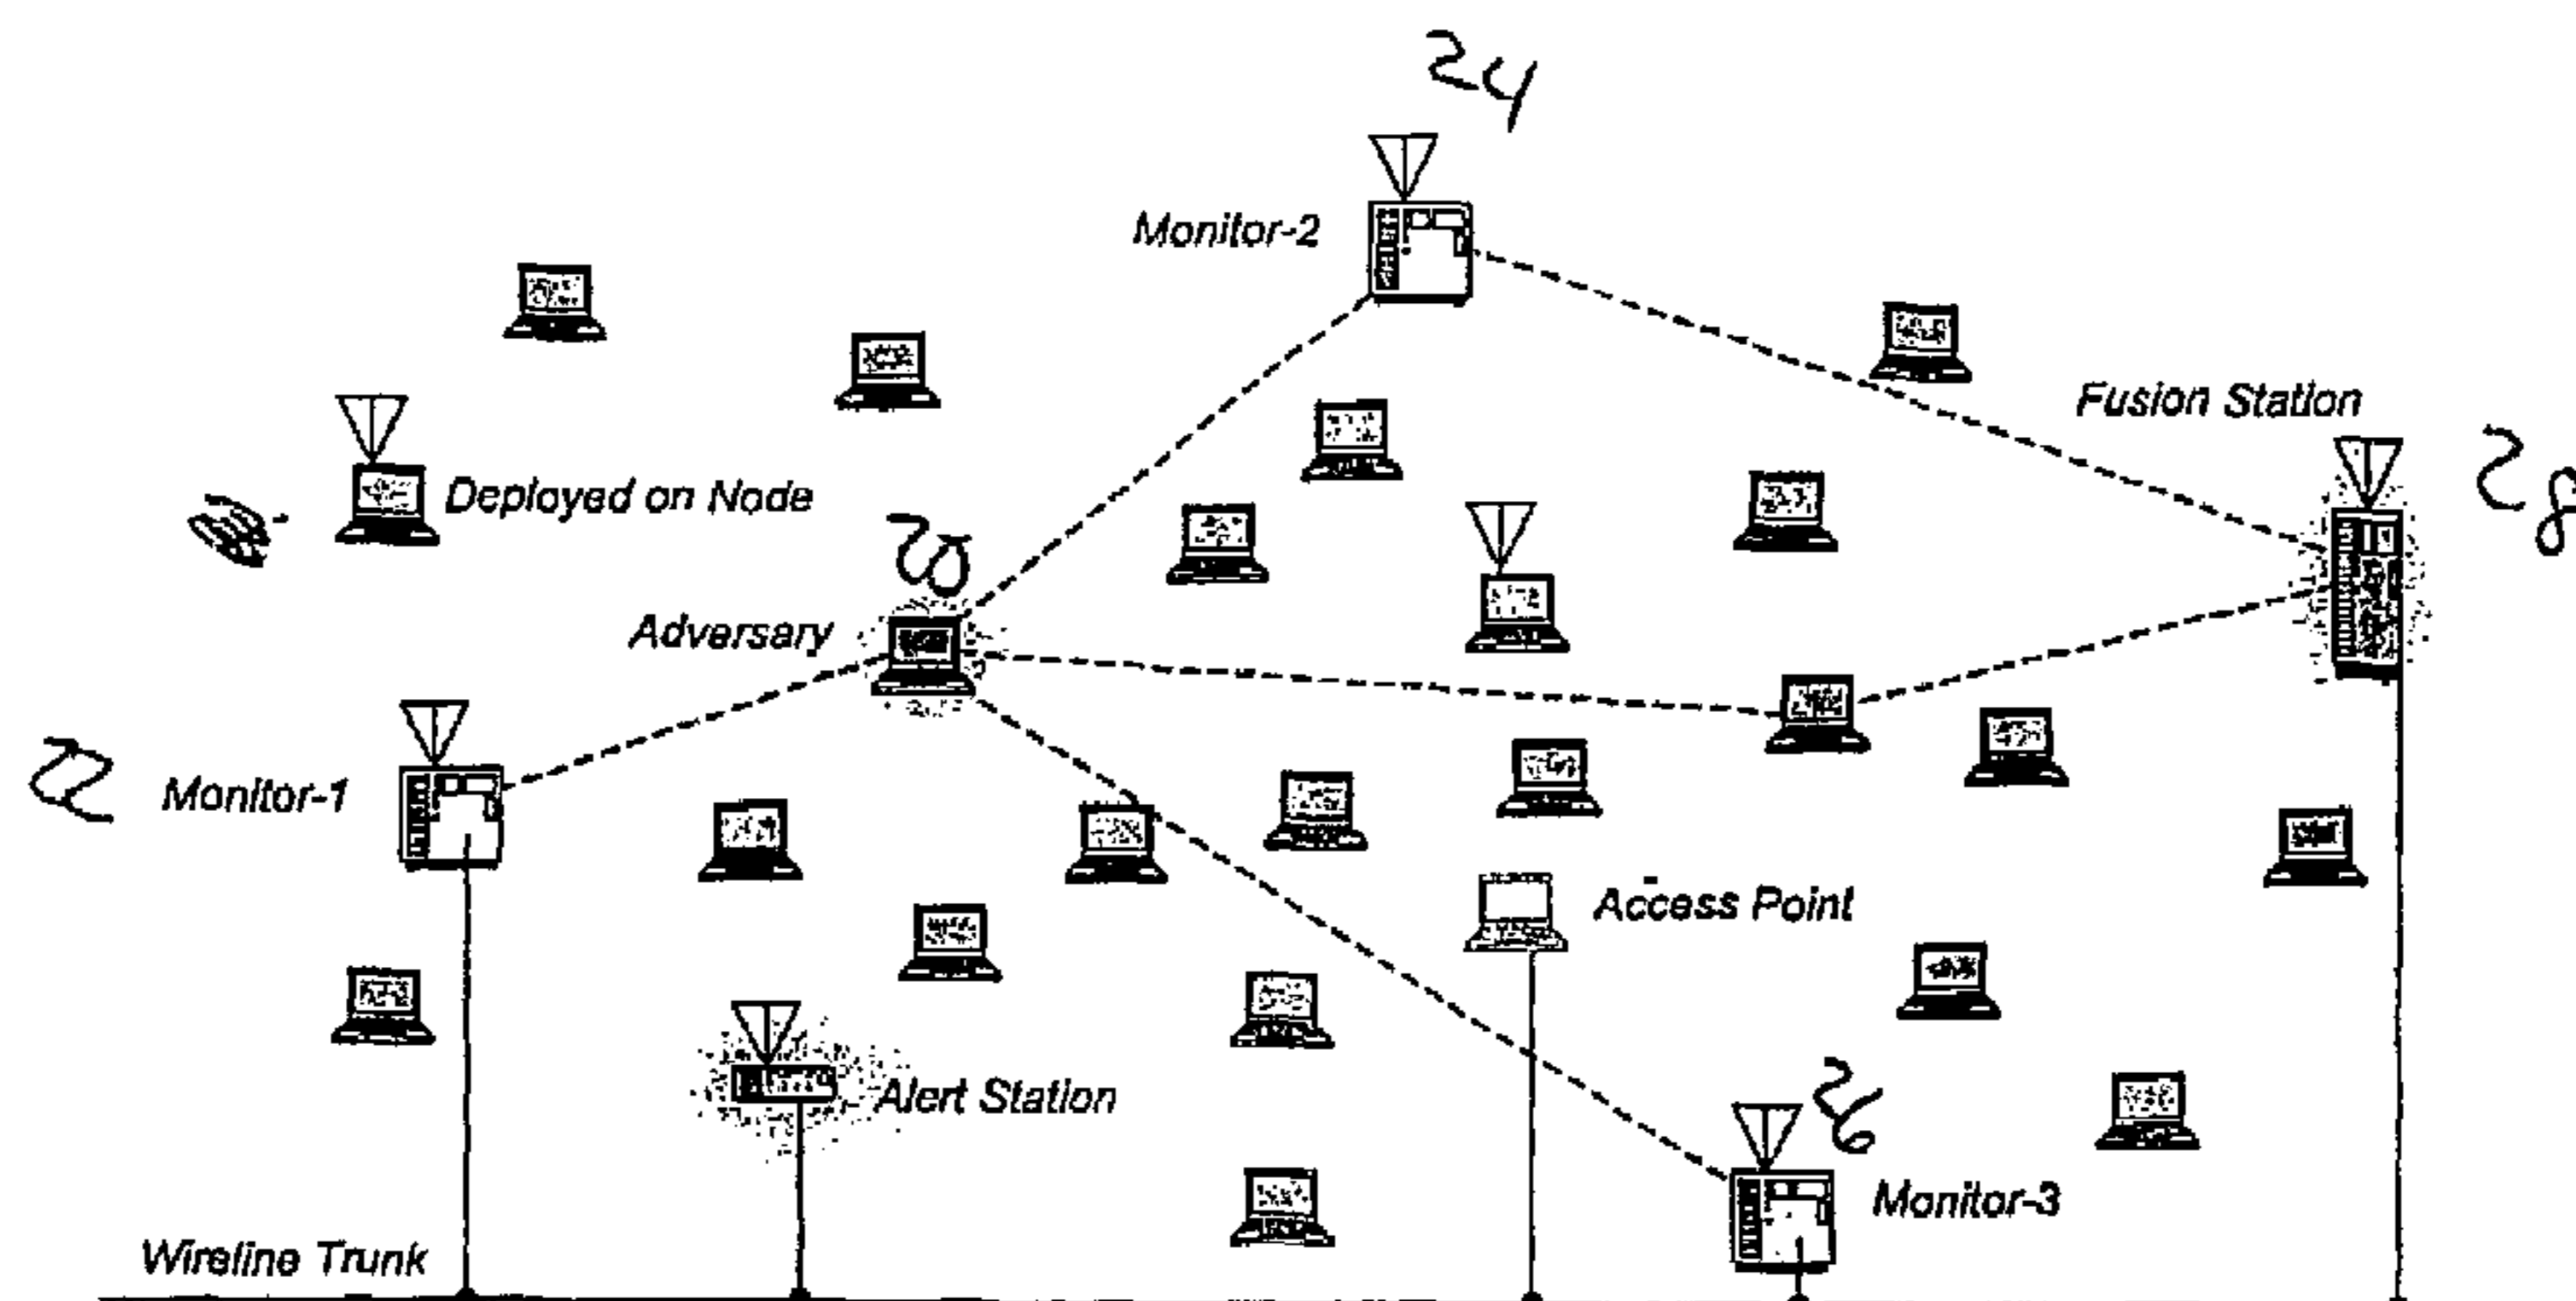 24
Monitor-2
Fusion Station
28
Deployed on Node
Adversary
22
Monitor-1
Access Point
Alert Station
26
Monitor-3
Wireline Trunk